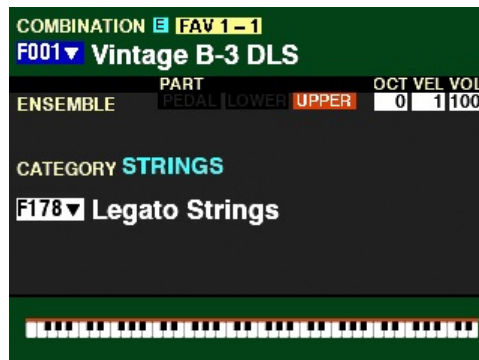 COMBINATION E FAV 1 – 1
F001▼ Vintage B-3 DLS
PART OCT VEL VOL
ENSEMBLE PEDAL LOWER UPPER 0 1 100
CATEGORY STRINGS
F178▼ Legato Strings